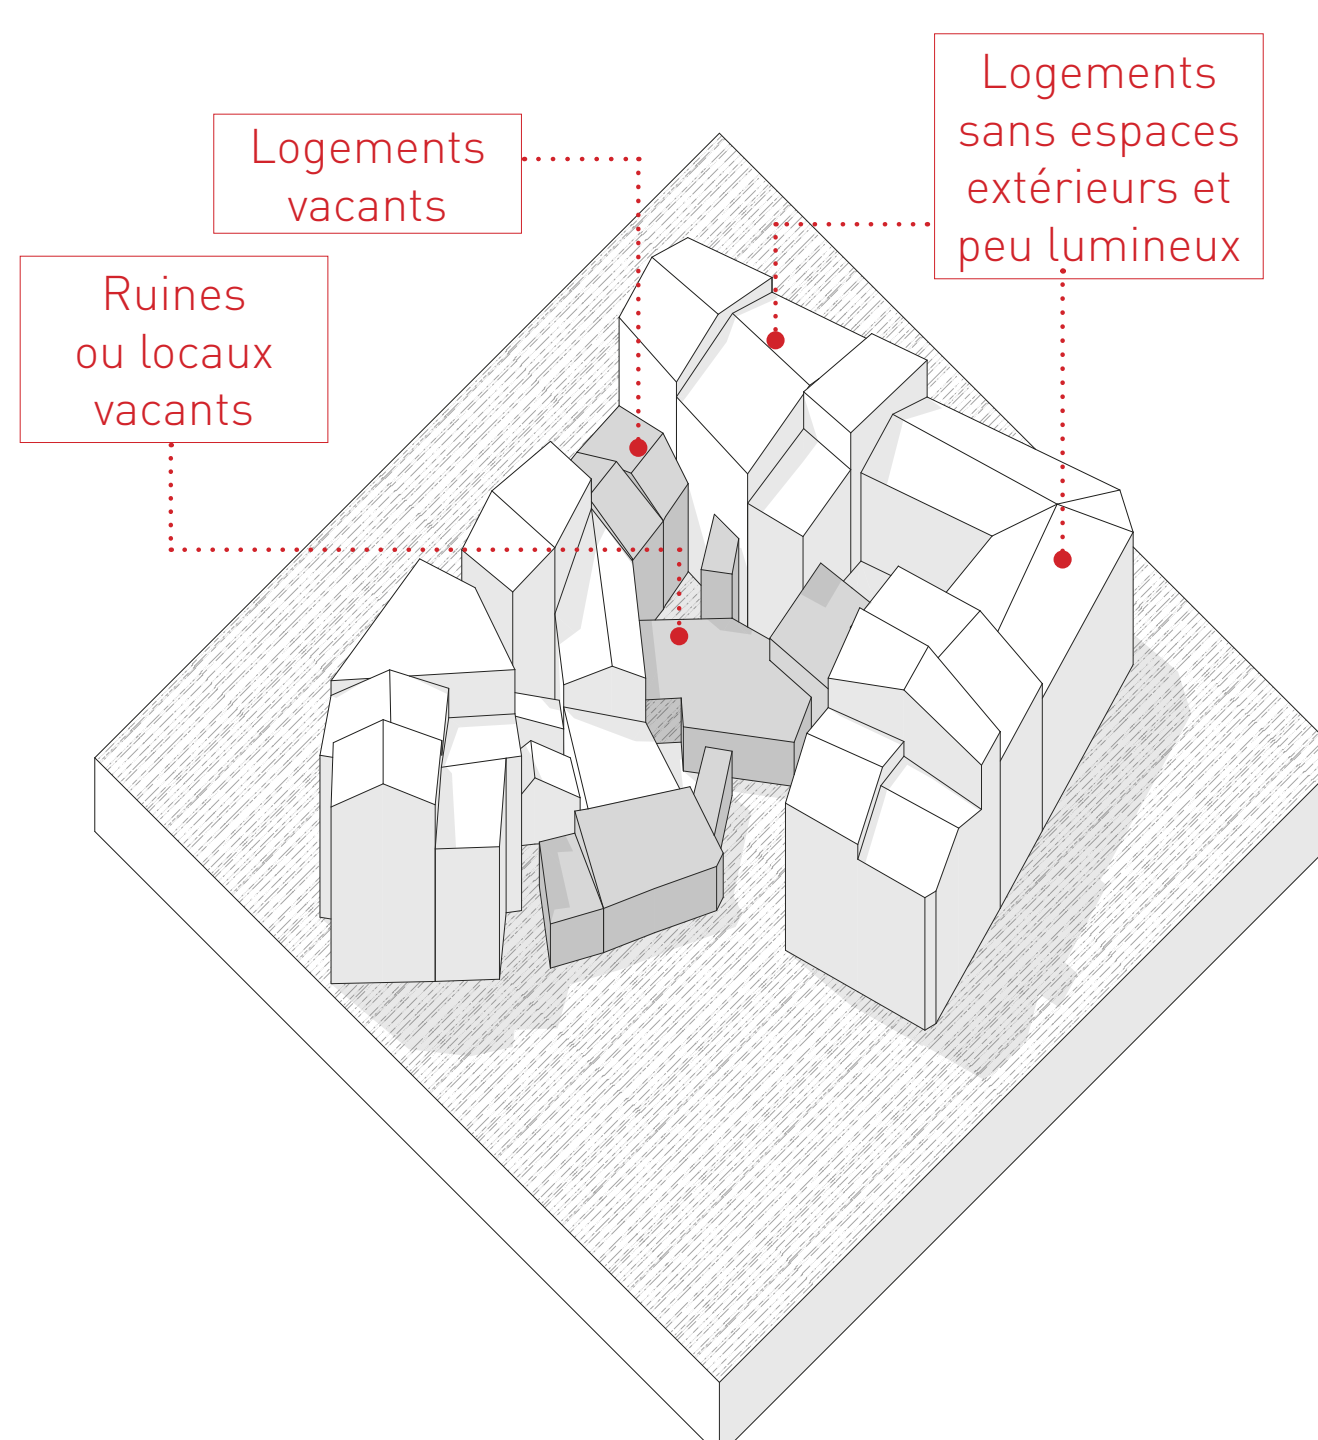 Logements
vacants
Ruines
ou locaux
vacants
Logements
sans espaces
extérieurs et
peu lumineux